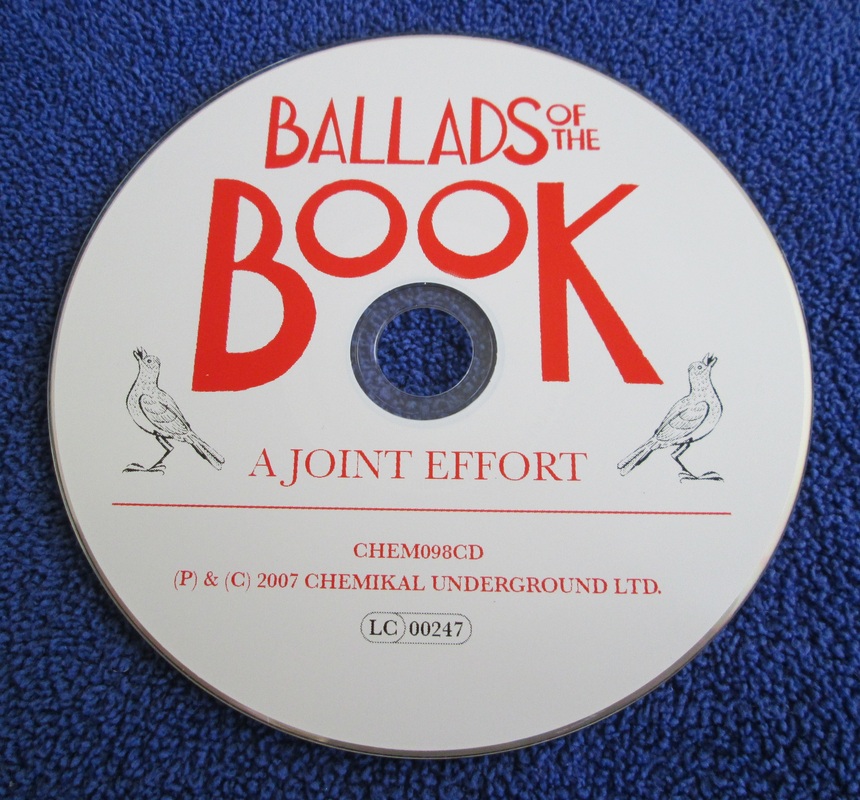 BALLADS OF THE
BOOK
A JOINT EFFORT
CHEM098CD
(P) & (C) 2007 CHEMIKAL UNDERGROUND LTD.
LC 00247